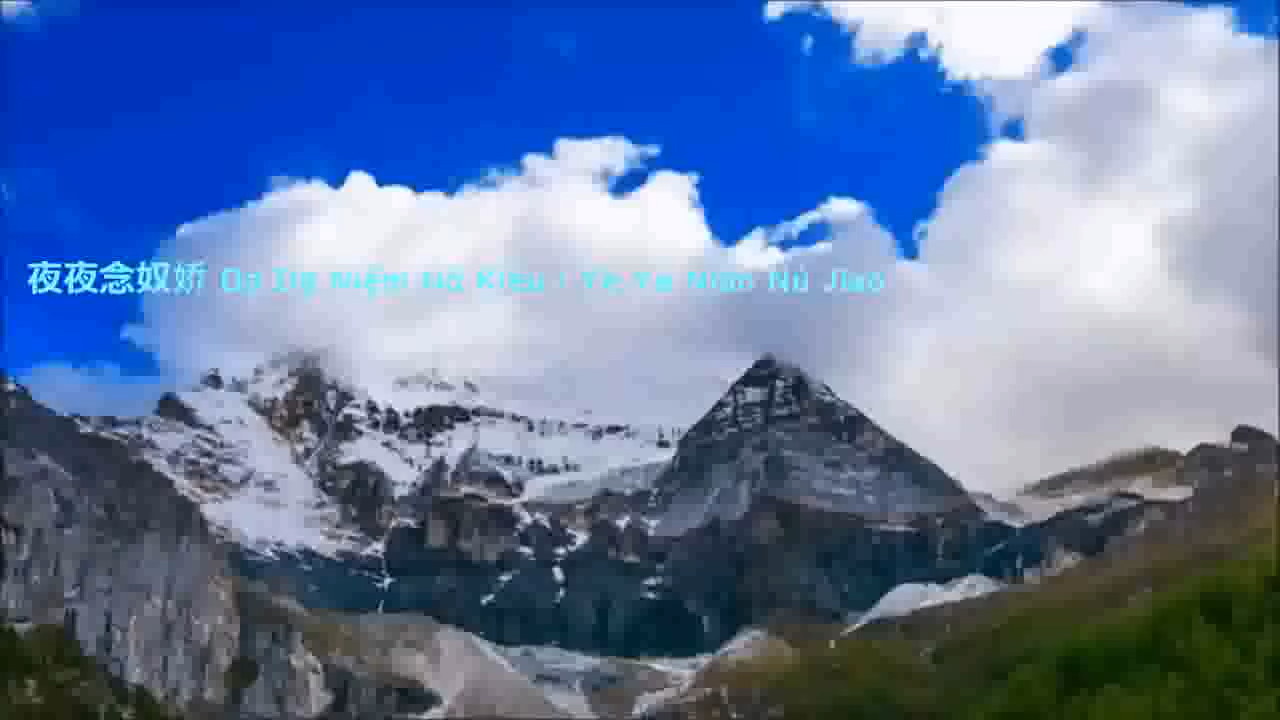 夜夜念奴娇 Dạ Dạ Niệm Nô Kiều / Ye Ye Nian Nu Jiao